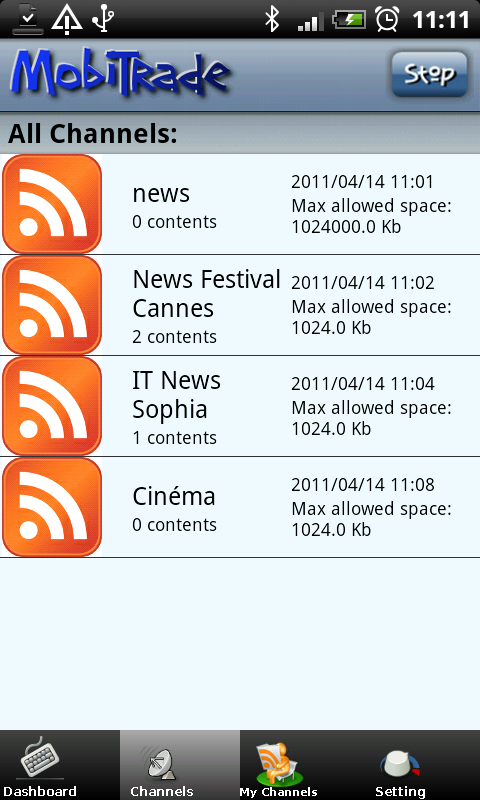 11:11
MobiTrade
Stop
All Channels:
news
0 contents
2011/04/14 11:01
Max allowed space:
1024000.0 Kb
News Festival
Cannes
2 contents
2011/04/14 11:02
Max allowed space:
1024.0 Kb
IT News
Sophia
1 contents
2011/04/14 11:04
Max allowed space:
1024.0 Kb
Cinéma
0 contents
2011/04/14 11:08
Max allowed space:
1024.0 Kb
Dashboard
Channels
My Channels
Setting